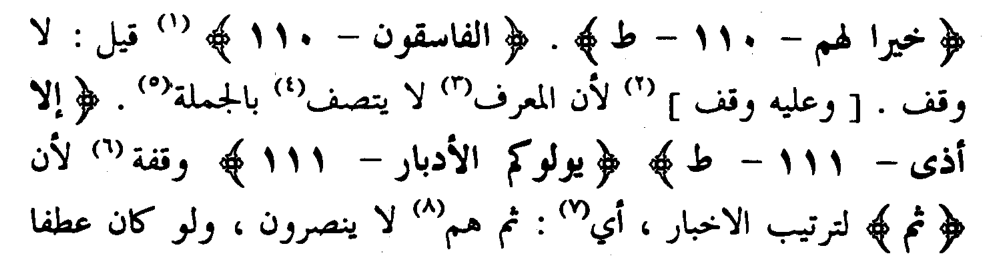 ﴿ خيرا لهم – ١١٠ – ط ﴾ . ﴿ الفاسقون – ١١٠ ﴾ (١) قيل : لا
وقف . [ وعليه وقف ] (٢) لأن المعرف (٣) لا يتصف (٤) بالجملة (٥) . ﴿ إلا
أذى – ١١١ – ط ﴾ ﴿ يولوكم الأدبار – ١١١ ﴾ وقفة (٦) لأن
﴿ ثم ﴾ لترتيب الاخبار ، أي (٧) : ثم هم (٨) لا ينصرون ، ولو كان عطفا